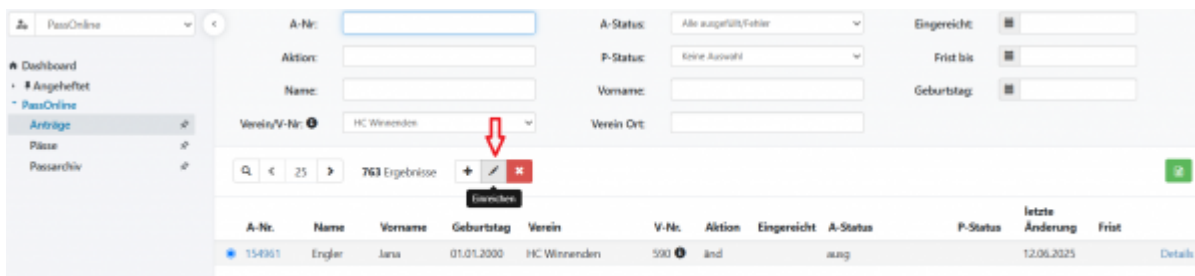 PassOnline
A-Nr:
A-Status: Alle ausgefüllt/Fehler
Eingereicht:
Aktion:
P-Status: Keine Auswahl
Frist bis
Name:
Vorname:
Geburtstag:
Verein/V-Nr: HC Winnenden
Verein Ort:
Dashboard
Angeheftet
PassOnline
Anträge
Pässe
Passarchiv
25 763 Ergebnisse
Einreichen
A-Nr. Name Vorname Geburtstag Verein V-Nr. Aktion Eingereicht A-Status P-Status letzte Änderung Frist
154961 Engler Jana 01.01.2000 HC Winnenden 590 änd ausg 12.06.2025 Details